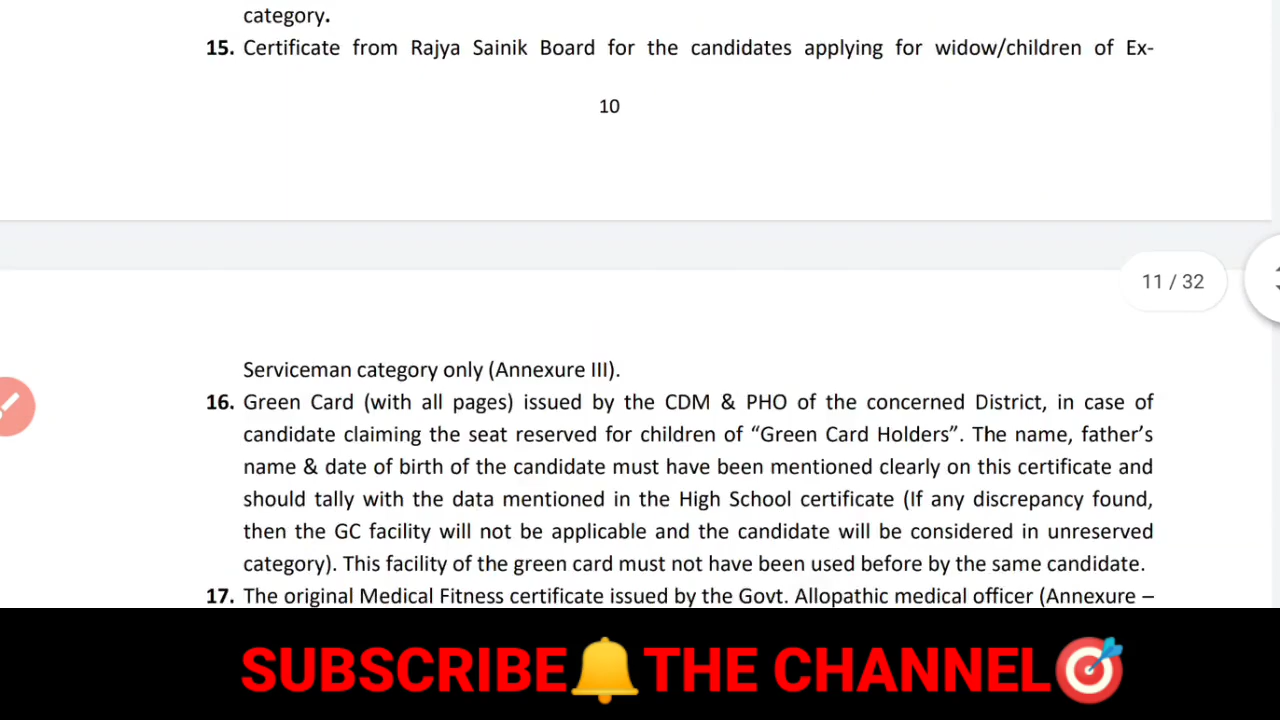 category.
15. Certificate from Rajya Sainik Board for the candidates applying for widow/children of Ex-
10
11 / 32
Serviceman category only (Annexure III).
16. Green Card (with all pages) issued by the CDM & PHO of the concerned District, in case of
candidate claiming the seat reserved for children of “Green Card Holders”. The name, father’s
name & date of birth of the candidate must have been mentioned clearly on this certificate and
should tally with the data mentioned in the High School certificate (If any discrepancy found,
then the GC facility will not be applicable and the candidate will be considered in unreserved
category). This facility of the green card must not have been used before by the same candidate.
17. The original Medical Fitness certificate issued by the Govt. Allopathic medical officer (Annexure –
SUBSCRIBE🔔THE CHANNEL🎯